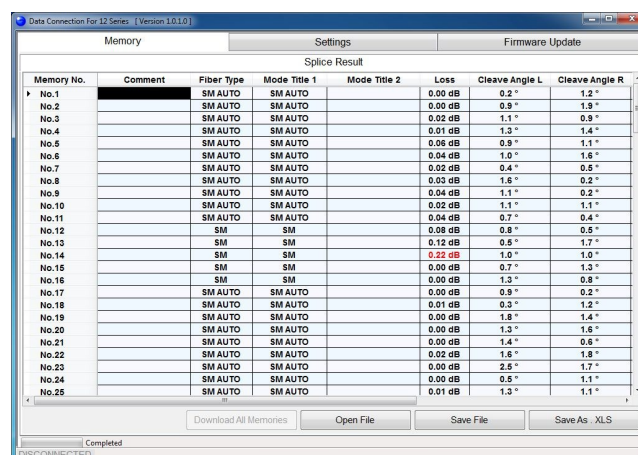 Data Connection For 12 Series [ Version 1.0.1.0 ]
Memory Settings Firmware Update
Splice Result
Memory No. Comment Fiber Type Mode Title 1 Mode Title 2 Loss Cleave Angle L Cleave Angle R
No.1 SM AUTO SM AUTO 0.00 dB 0.2 ° 1.2 °
No.2 SM AUTO SM AUTO 0.00 dB 0.9 ° 1.9 °
No.3 SM AUTO SM AUTO 0.02 dB 1.1 ° 0.9 °
No.4 SM AUTO SM AUTO 0.01 dB 1.3 ° 1.4 °
No.5 SM AUTO SM AUTO 0.06 dB 0.9 ° 1.1 °
No.6 SM AUTO SM AUTO 0.04 dB 1.0 ° 1.6 °
No.7 SM AUTO SM AUTO 0.02 dB 0.4 ° 0.5 °
No.8 SM AUTO SM AUTO 0.03 dB 1.6 ° 0.2 °
No.9 SM AUTO SM AUTO 0.04 dB 1.1 ° 0.2 °
No.10 SM AUTO SM AUTO 0.02 dB 1.1 ° 1.1 °
No.11 SM AUTO SM AUTO 0.04 dB 0.7 ° 0.4 °
No.12 SM SM 0.08 dB 0.8 ° 0.5 °
No.13 SM SM 0.12 dB 0.5 ° 1.7 °
No.14 SM SM 0.22 dB 1.0 ° 1.0 °
No.15 SM SM 0.00 dB 0.7 ° 1.3 °
No.16 SM SM 0.00 dB 1.3 ° 0.8 °
No.17 SM AUTO SM AUTO 0.00 dB 0.9 ° 0.2 °
No.18 SM AUTO SM AUTO 0.01 dB 0.3 ° 1.2 °
No.19 SM AUTO SM AUTO 0.00 dB 1.8 ° 1.4 °
No.20 SM AUTO SM AUTO 0.00 dB 1.3 ° 1.6 °
No.21 SM AUTO SM AUTO 0.00 dB 1.4 ° 0.6 °
No.22 SM AUTO SM AUTO 0.02 dB 1.6 ° 1.8 °
No.23 SM AUTO SM AUTO 0.00 dB 2.5 ° 1.7 °
No.24 SM AUTO SM AUTO 0.00 dB 0.5 ° 1.1 °
No.25 SM AUTO SM AUTO 0.01 dB 1.3 ° 1.1 °
Download All Memories Open File Save File Save As . XLS
Completed
DISCONNECTED